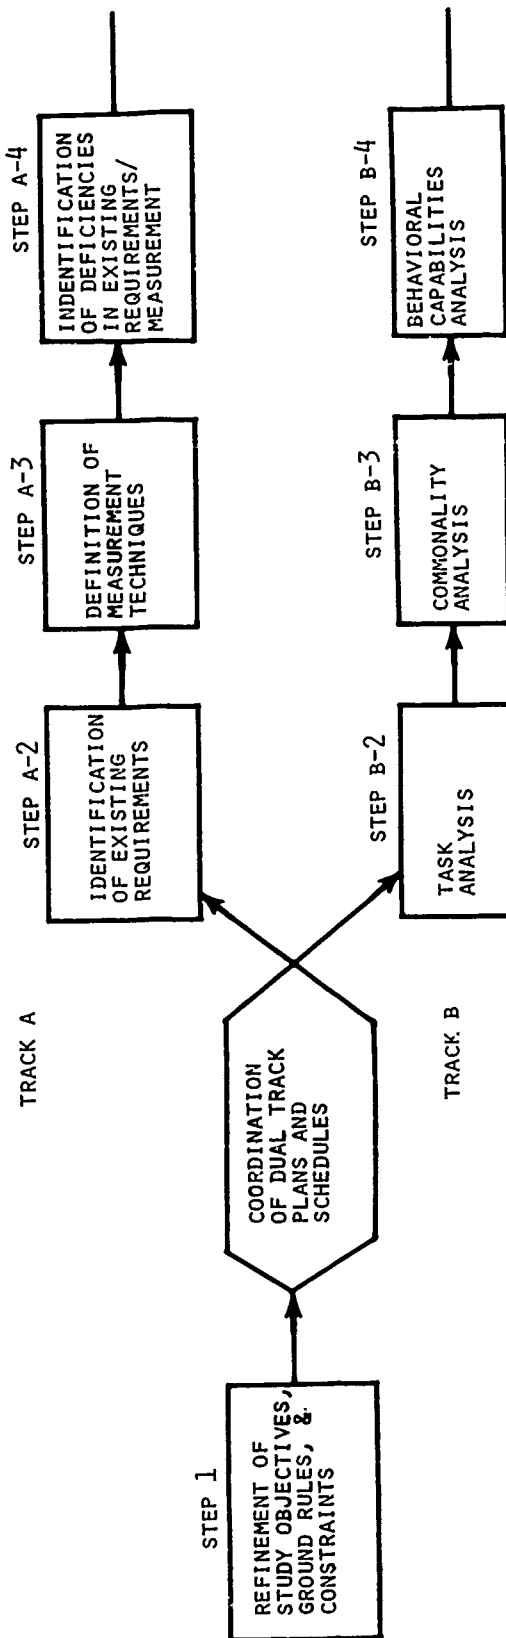 STEP 1
REFINEMENT OF
STUDY OBJECTIVES,
GROUND RULES, &
CONSTRAINTS
COORDINATION
OF DUAL TRACK
PLANS AND
SCHEDULES
TRACK A
STEP A-2
IDENTIFICATION
OF EXISTING
REQUIREMENTS
STEP A-3
DEFINITION OF
MEASUREMENT
TECHNIQUES
STEP A-4
INDENTIFICATION
OF DEFICIENCIES
IN EXISTING
REQUIREMENTS/
MEASUREMENT
TRACK B
STEP B-2
TASK
ANALYSIS
STEP B-3
COMMONALITY
ANALYSIS
STEP B-4
BEHAVIORAL
CAPABILITIES
ANALYSIS